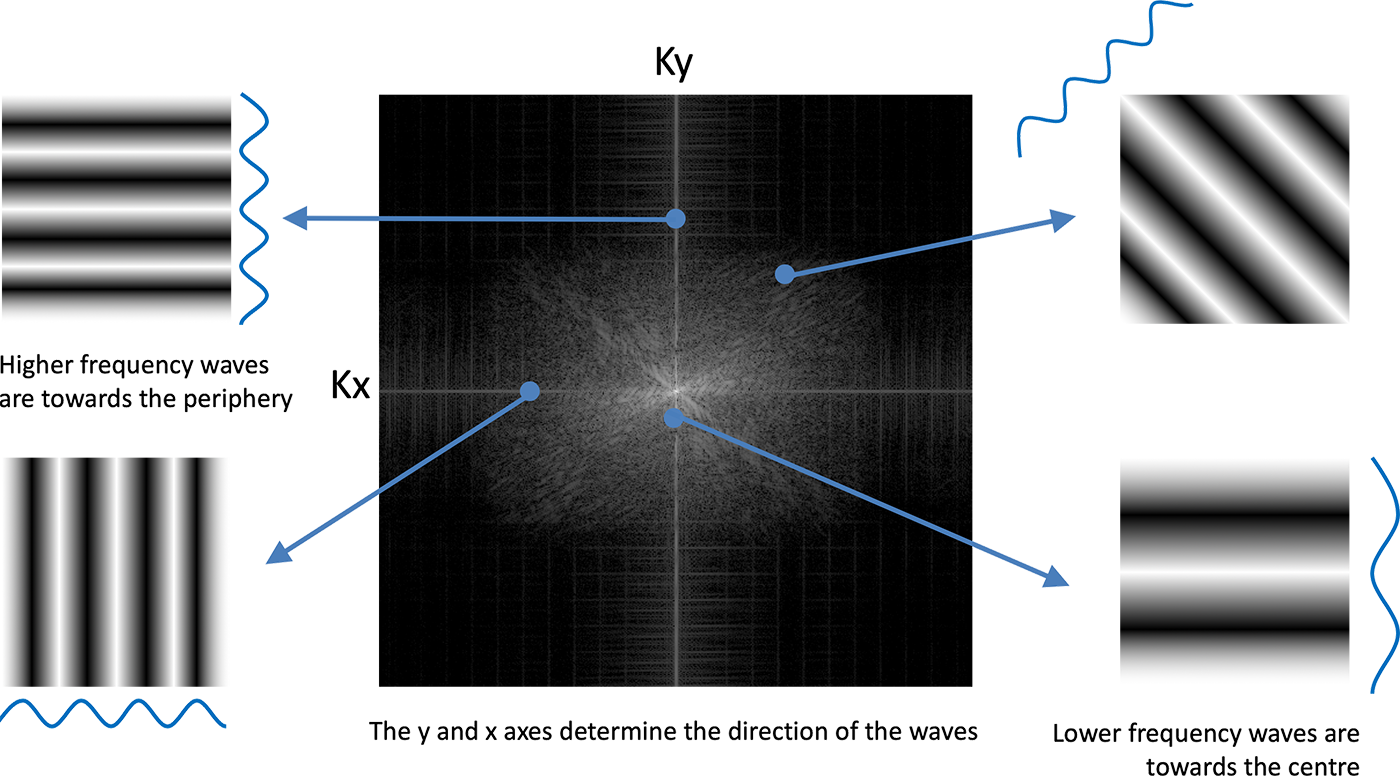 Ky
Higher frequency waves
are towards the periphery
Kx
The y and x axes determine the direction of the waves
Lower frequency waves are
towards the centre